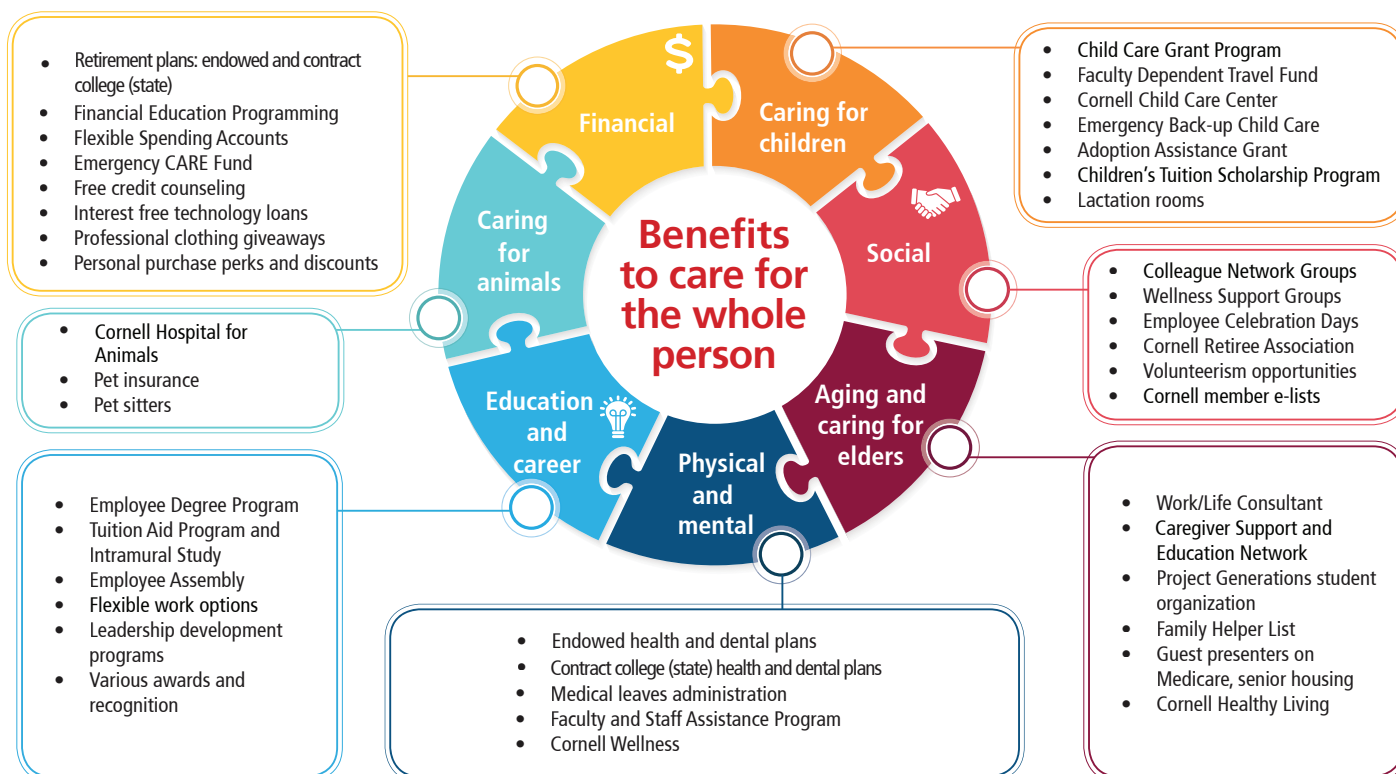 • Retirement plans: endowed and contract
college (state)
• Financial Education Programming
• Flexible Spending Accounts
• Emergency CARE Fund
• Free credit counseling
• Interest free technology loans
• Professional clothing giveaways
• Personal purchase perks and discounts
• Cornell Hospital for
Animals
• Pet insurance
• Pet sitters
• Employee Degree Program
• Tuition Aid Program and
Intramural Study
• Employee Assembly
• Flexible work options
• Leadership development
programs
• Various awards and
recognition
$
Financial
Caring for
children
Social
Aging and
caring for
elders
Physical
and
mental
Education
and
career
Caring
for
animals
Benefits
to care for
the whole
person
• Child Care Grant Program
• Faculty Dependent Travel Fund
• Cornell Child Care Center
• Emergency Back-up Child Care
• Adoption Assistance Grant
• Children's Tuition Scholarship Program
• Lactation rooms
• Colleague Network Groups
• Wellness Support Groups
• Employee Celebration Days
• Cornell Retiree Association
• Volunteerism opportunities
• Cornell member e-lists
• Work/Life Consultant
• Caregiver Support and
Education Network
• Project Generations student
organization
• Family Helper List
• Guest presenters on
Medicare, senior housing
• Cornell Healthy Living
• Endowed health and dental plans
• Contract college (state) health and dental plans
• Medical leaves administration
• Faculty and Staff Assistance Program
• Cornell Wellness